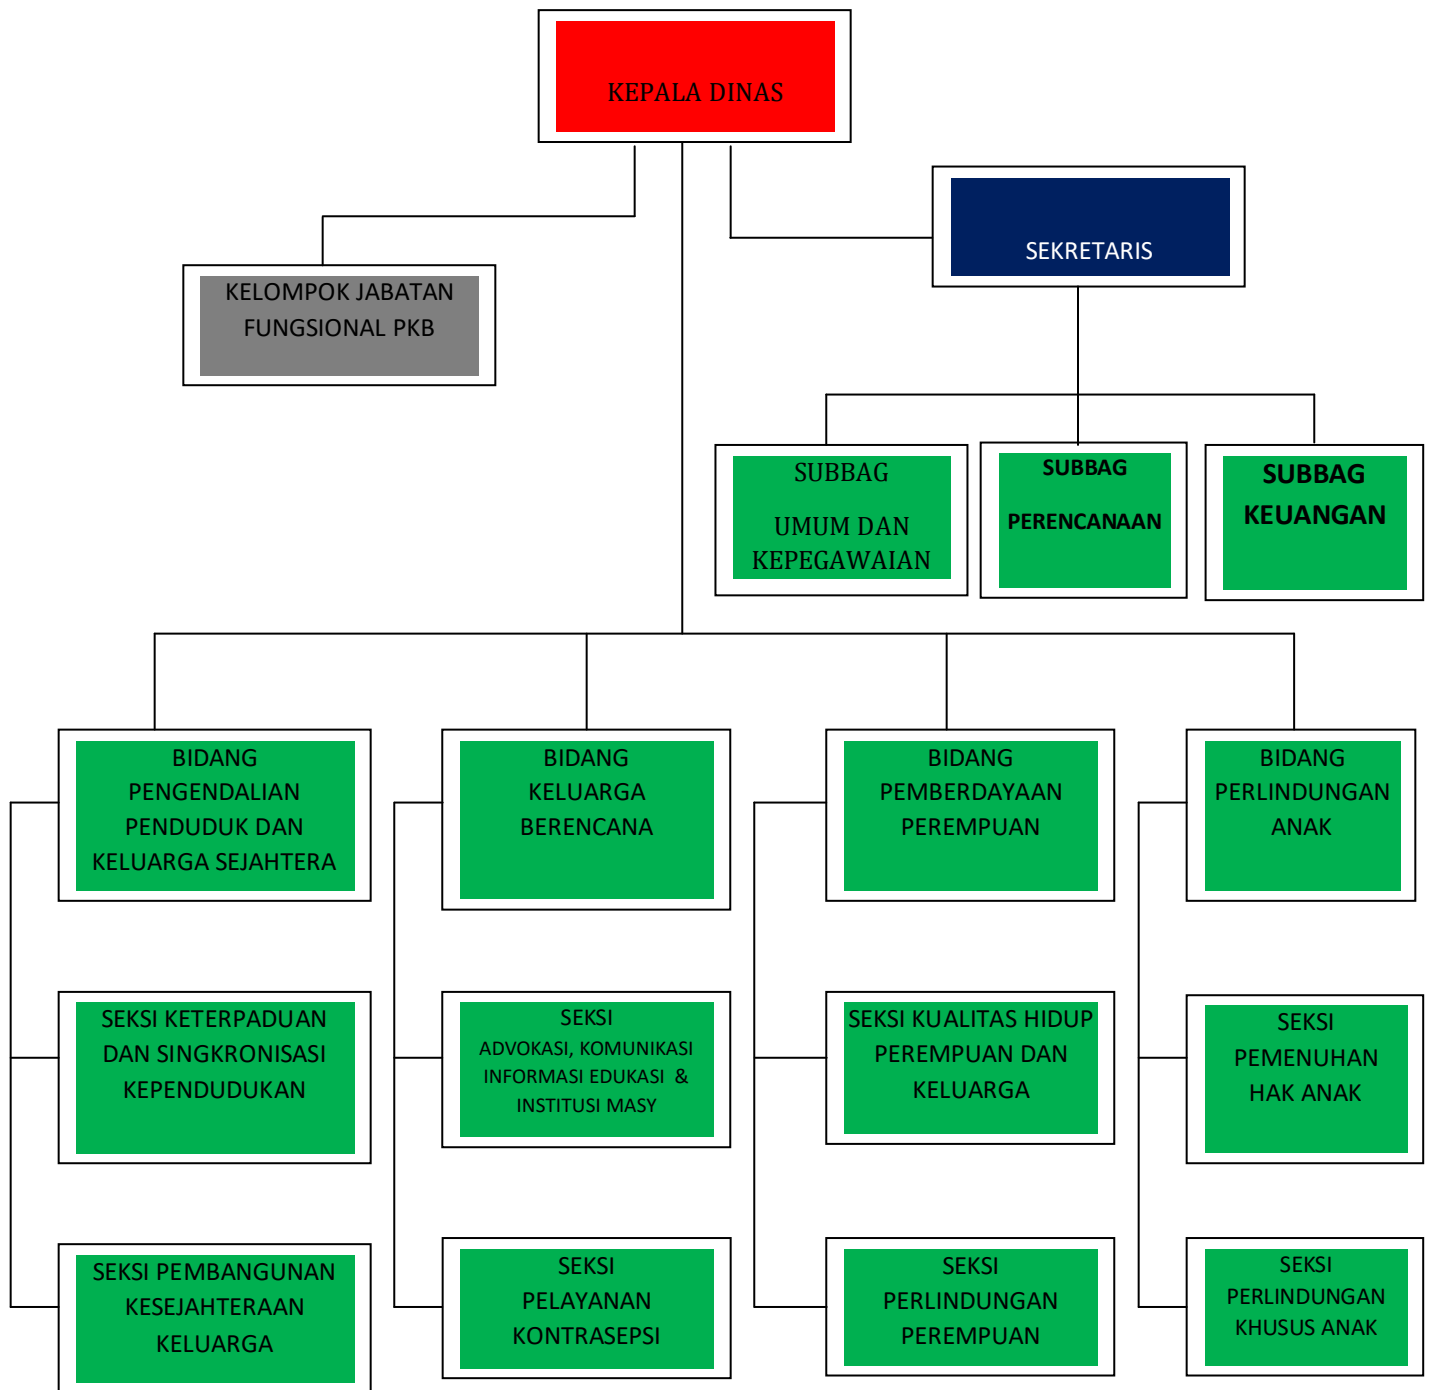 KEPALA DINAS
SEKRETARIS
KELOMPOK JABATAN
FUNGSIONAL PKB
SUBBAG
UMUM DAN
KEPEGAWAIAN
SUBBAG
PERENCANAAN
SUBBAG
KEUANGAN
BIDANG
PENGENDALIAN
PENDUDUK DAN
KELUARGA SEJAHTERA
BIDANG
KELUARGA
BERENCANA
BIDANG
PEMBERDAYAAN
PEREMPUAN
BIDANG
PERLINDUNGAN
ANAK
SEKSI KETERPADUAN
DAN SINGKRONISASI
KEPENDUDUKAN
SEKSI
ADVOKASI, KOMUNIKASI
INFORMASI EDUKASI &
INSTITUSI MASY
SEKSI KUALITAS HIDUP
PEREMPUAN DAN
KELUARGA
SEKSI
PEMENUHAN
HAK ANAK
SEKSI PEMBANGUNAN
KESEJAHTERAAN
KELUARGA
SEKSI
PELAYANAN
KONTRASEPSI
SEKSI
PERLINDUNGAN
PEREMPUAN
SEKSI
PERLINDUNGAN
KHUSUS ANAK